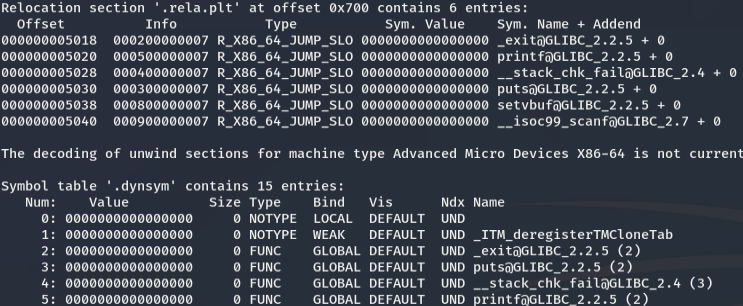 Relocation section '.rela.plt' at offset 0x700 contains 6 entries:
Offset Info Type Sym. Value Sym. Name + Addend
000000005018 000200000007 R_X86_64_JUMP_SLO 0000000000000000 _exit@GLIBC_2.2.5 + 0
000000005020 000500000007 R_X86_64_JUMP_SLO 0000000000000000 printf@GLIBC_2.2.5 + 0
000000005028 000400000007 R_X86_64_JUMP_SLO 0000000000000000 __stack_chk_fail@GLIBC_2.4 + 0
000000005030 000300000007 R_X86_64_JUMP_SLO 0000000000000000 puts@GLIBC_2.2.5 + 0
000000005038 000800000007 R_X86_64_JUMP_SLO 0000000000000000 setvbuf@GLIBC_2.2.5 + 0
000000005040 000900000007 R_X86_64_JUMP_SLO 0000000000000000 __isoc99_scanf@GLIBC_2.7 + 0
The decoding of unwind sections for machine type Advanced Micro Devices X86-64 is not current
Symbol table '.dynsym' contains 15 entries:
Num: Value Size Type Bind Vis Ndx Name
0: 0000000000000000 0 NOTYPE LOCAL DEFAULT UND
1: 0000000000000000 0 NOTYPE WEAK DEFAULT UND _ITM_deregisterTMCloneTab
2: 0000000000000000 0 FUNC GLOBAL DEFAULT UND _exit@GLIBC_2.2.5 (2)
3: 0000000000000000 0 FUNC GLOBAL DEFAULT UND puts@GLIBC_2.2.5 (2)
4: 0000000000000000 0 FUNC GLOBAL DEFAULT UND __stack_chk_fail@GLIBC_2.4 (3)
5: 0000000000000000 0 FUNC GLOBAL DEFAULT UND printf@GLIBC_2.2.5 (2)